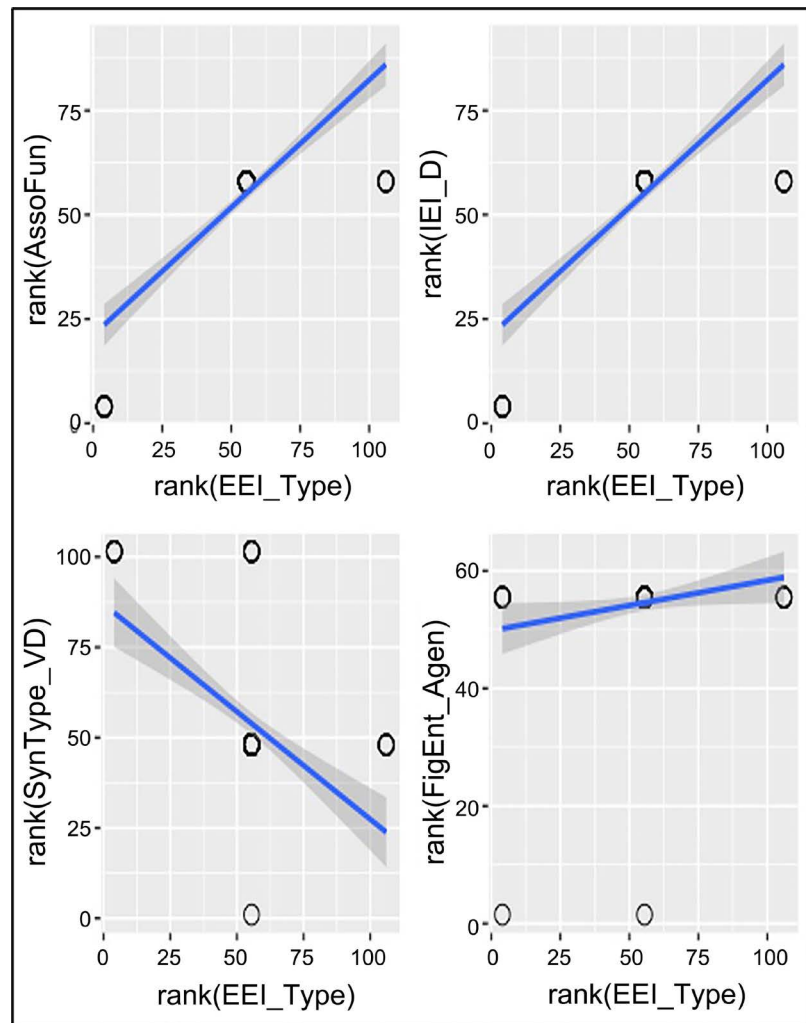 rank(AssoFun)
75
50
25
0
0 25 50 75 100
rank(EEI_Type)
rank(IEI_D)
75
50
25
0
0 25 50 75 100
rank(EEI_Type)
rank(SynType_VD)
100
75
50
25
0
0 25 50 75 100
rank(EEI_Type)
rank(FigEnt_Agen)
60
40
20
0
0 25 50 75 100
rank(EEI_Type)